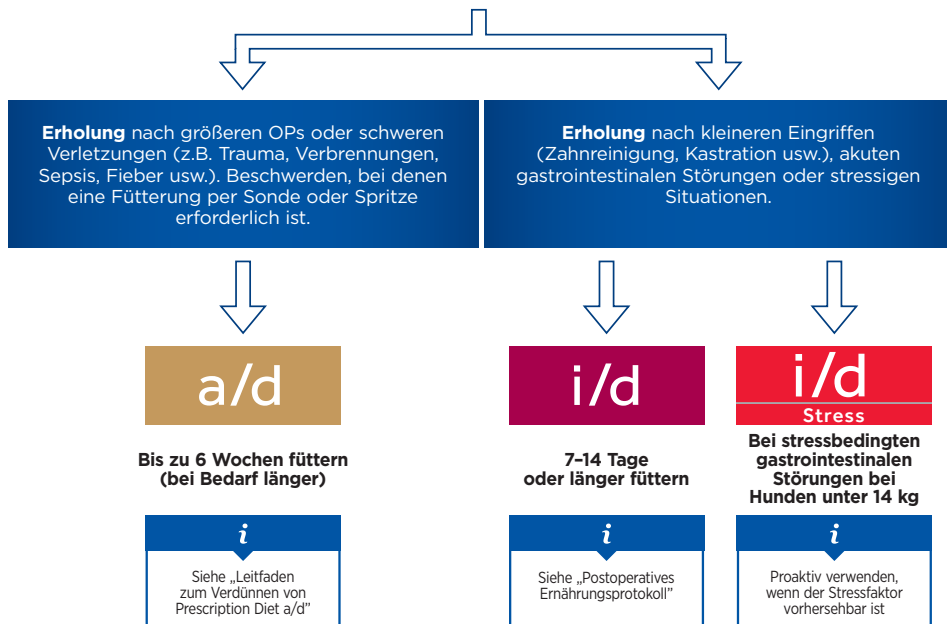 Erholung nach größeren OPs oder schweren
Verletzungen (z.B. Trauma, Verbrennungen,
Sepsis, Fieber usw.). Beschwerden, bei denen
eine Fütterung per Sonde oder Spritze
erforderlich ist.
Erholung nach kleineren Eingriffen
(Zahnreinigung, Kastration usw.), akuten
gastrointestinalen Störungen oder stressigen
Situationen.
a/d
Bis zu 6 Wochen füttern
(bei Bedarf länger)
i
Siehe „Leitfaden
zum Verdünnen von
Prescription Diet a/d”
i/d
7–14 Tage
oder länger füttern
i
Siehe „Postoperatives
Ernährungsprotokoll”
i/d
Stress
Bei stressbedingten
gastrointestinalen
Störungen bei
Hunden unter 14 kg
i
Proaktiv verwenden,
wenn der Stressfaktor
vorhersehbar ist